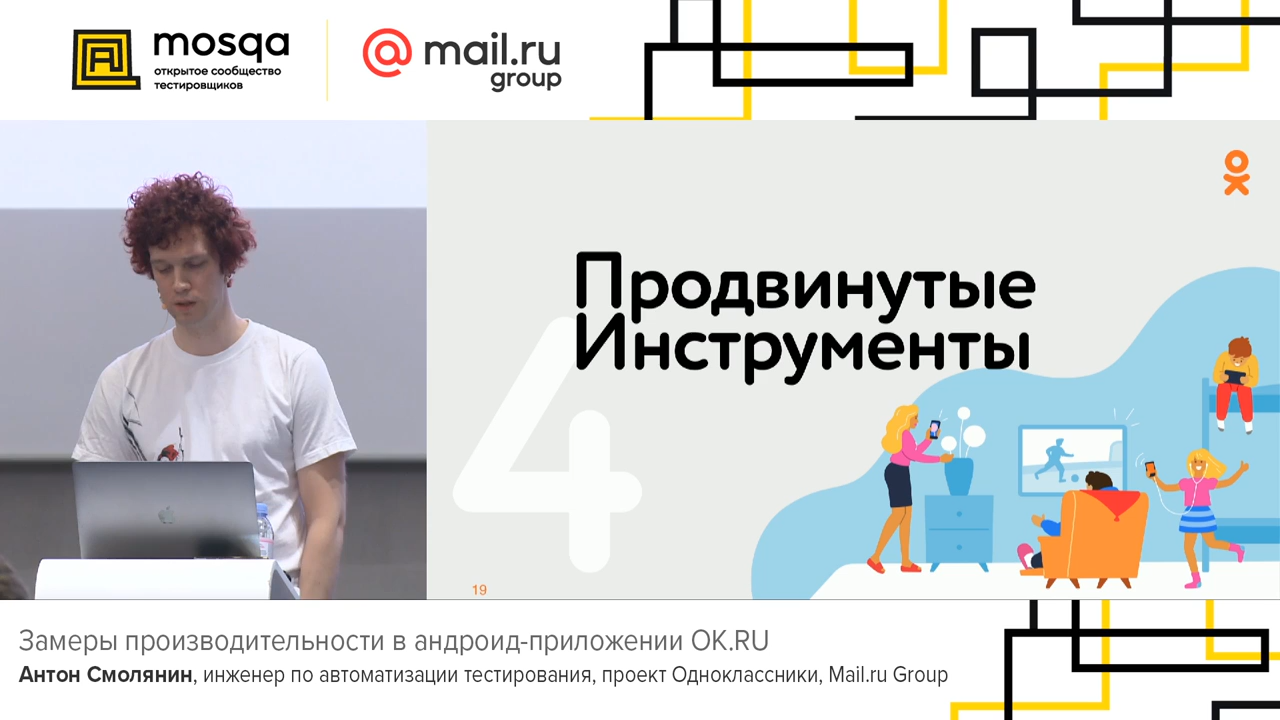 mosqa
открытое сообщество
тестировщиков
@mail.ru
group
Продвинутые
Инструменты
4
19
Замеры производительности в андроид-приложении OK.RU
Антон Смолянин, инженер по автоматизации тестирования, проект Одноклассники, Mail.ru Group